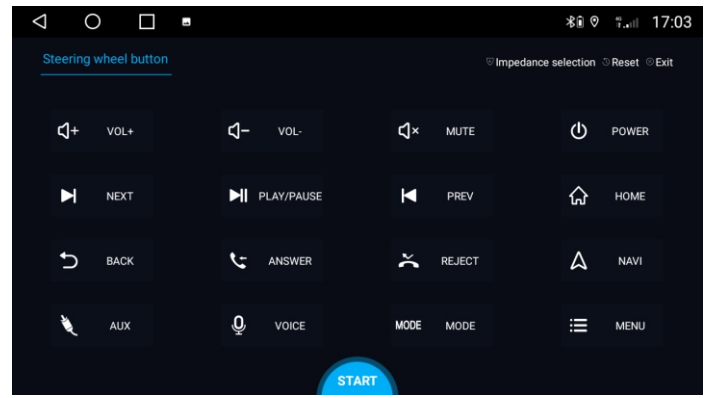 17:03
Steering wheel button
Impedance selection Reset Exit
VOL+ VOL- MUTE POWER
NEXT PLAY/PAUSE PREV HOME
BACK ANSWER REJECT NAVI
AUX VOICE MODE MODE MENU
START